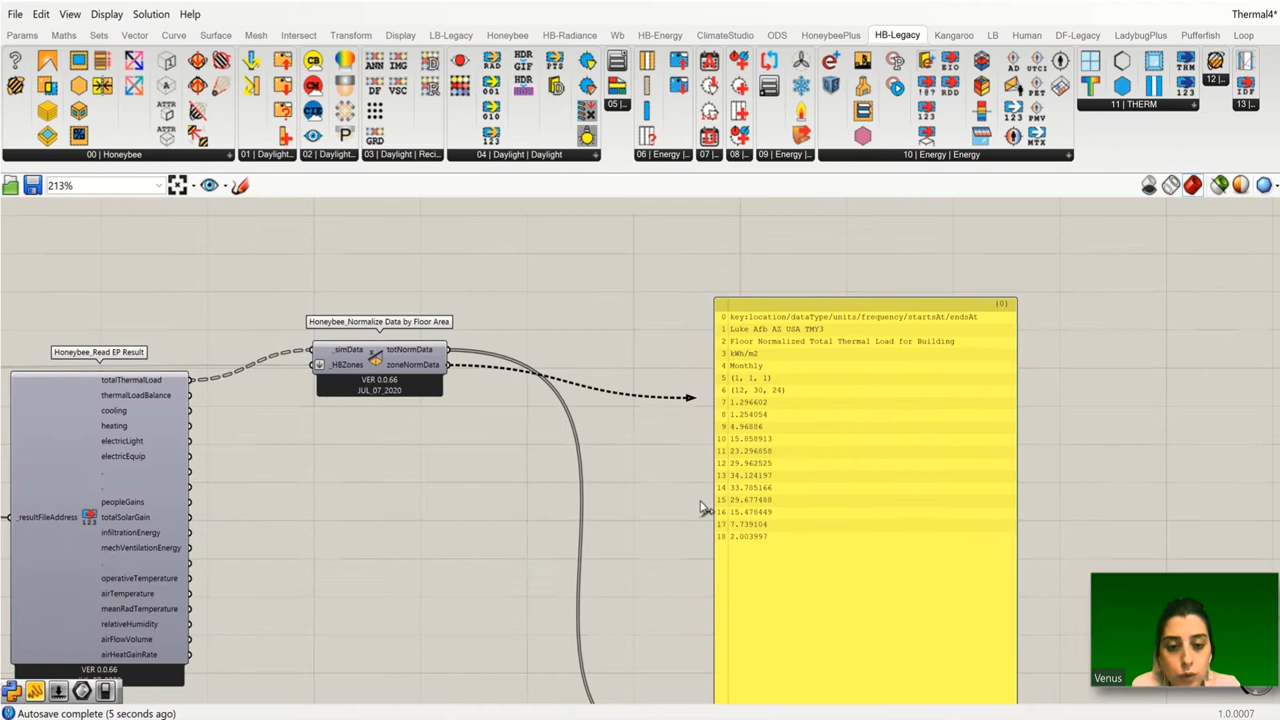 File Edit View Display Solution Help
Thermal4*
Params Maths Sets Vector Curve Surface Mesh Intersect Transform Display LB-Legacy Honeybee HB-Radiance Wb HB-Energy ClimateStudio ODS HoneybeePlus HB-Legacy Kangaroo LB Human DF-Legacy LadybugPlus Pufferfish Loop
00 | Honeybee
01 | Daylight...
02 | Daylight...
03 | Daylight | Reci...
04 | Daylight | Daylight
05 |...
06 | Energy |...
07 |...
08 |...
09 | Energy |...
10 | Energy | Energy
11 | THERM
12 |...
13 |...
213%
Honeybee_Read EP Result
totalThermalLoad
thermalLoadBalance
cooling
heating
electricLight
electricEquip
.
.
peopleGains
_resultFileAddress
totalSolarGain
infiltrationEnergy
mechVentilationEnergy
.
operativeTemperature
airTemperature
meanRadTemperature
relativeHumidity
airFlowVolume
airHeatGainRate
VER 0.0.66
JUL_07_2020
Honeybee_Normalize Data by Floor Area
_simData totNormData
_HBZones zoneNormData
VER 0.0.66
JUL_07_2020
{0}
0 key:location/dataType/units/frequency/startsAt/endsAt
1 Luke Afb AZ USA TMY3
2 Floor Normalized Total Thermal Load for Building
3 kWh/m2
4 Monthly
5 (1, 1, 1)
6 (12, 30, 24)
7 1.296602
8 1.254054
9 4.96886
10 15.858913
11 23.296858
12 29.962525
13 34.124197
14 33.785166
15 29.677488
16 15.478449
17 7.739104
18 2.003997
Venus
Autosave complete (5 seconds ago)
1.0.0007